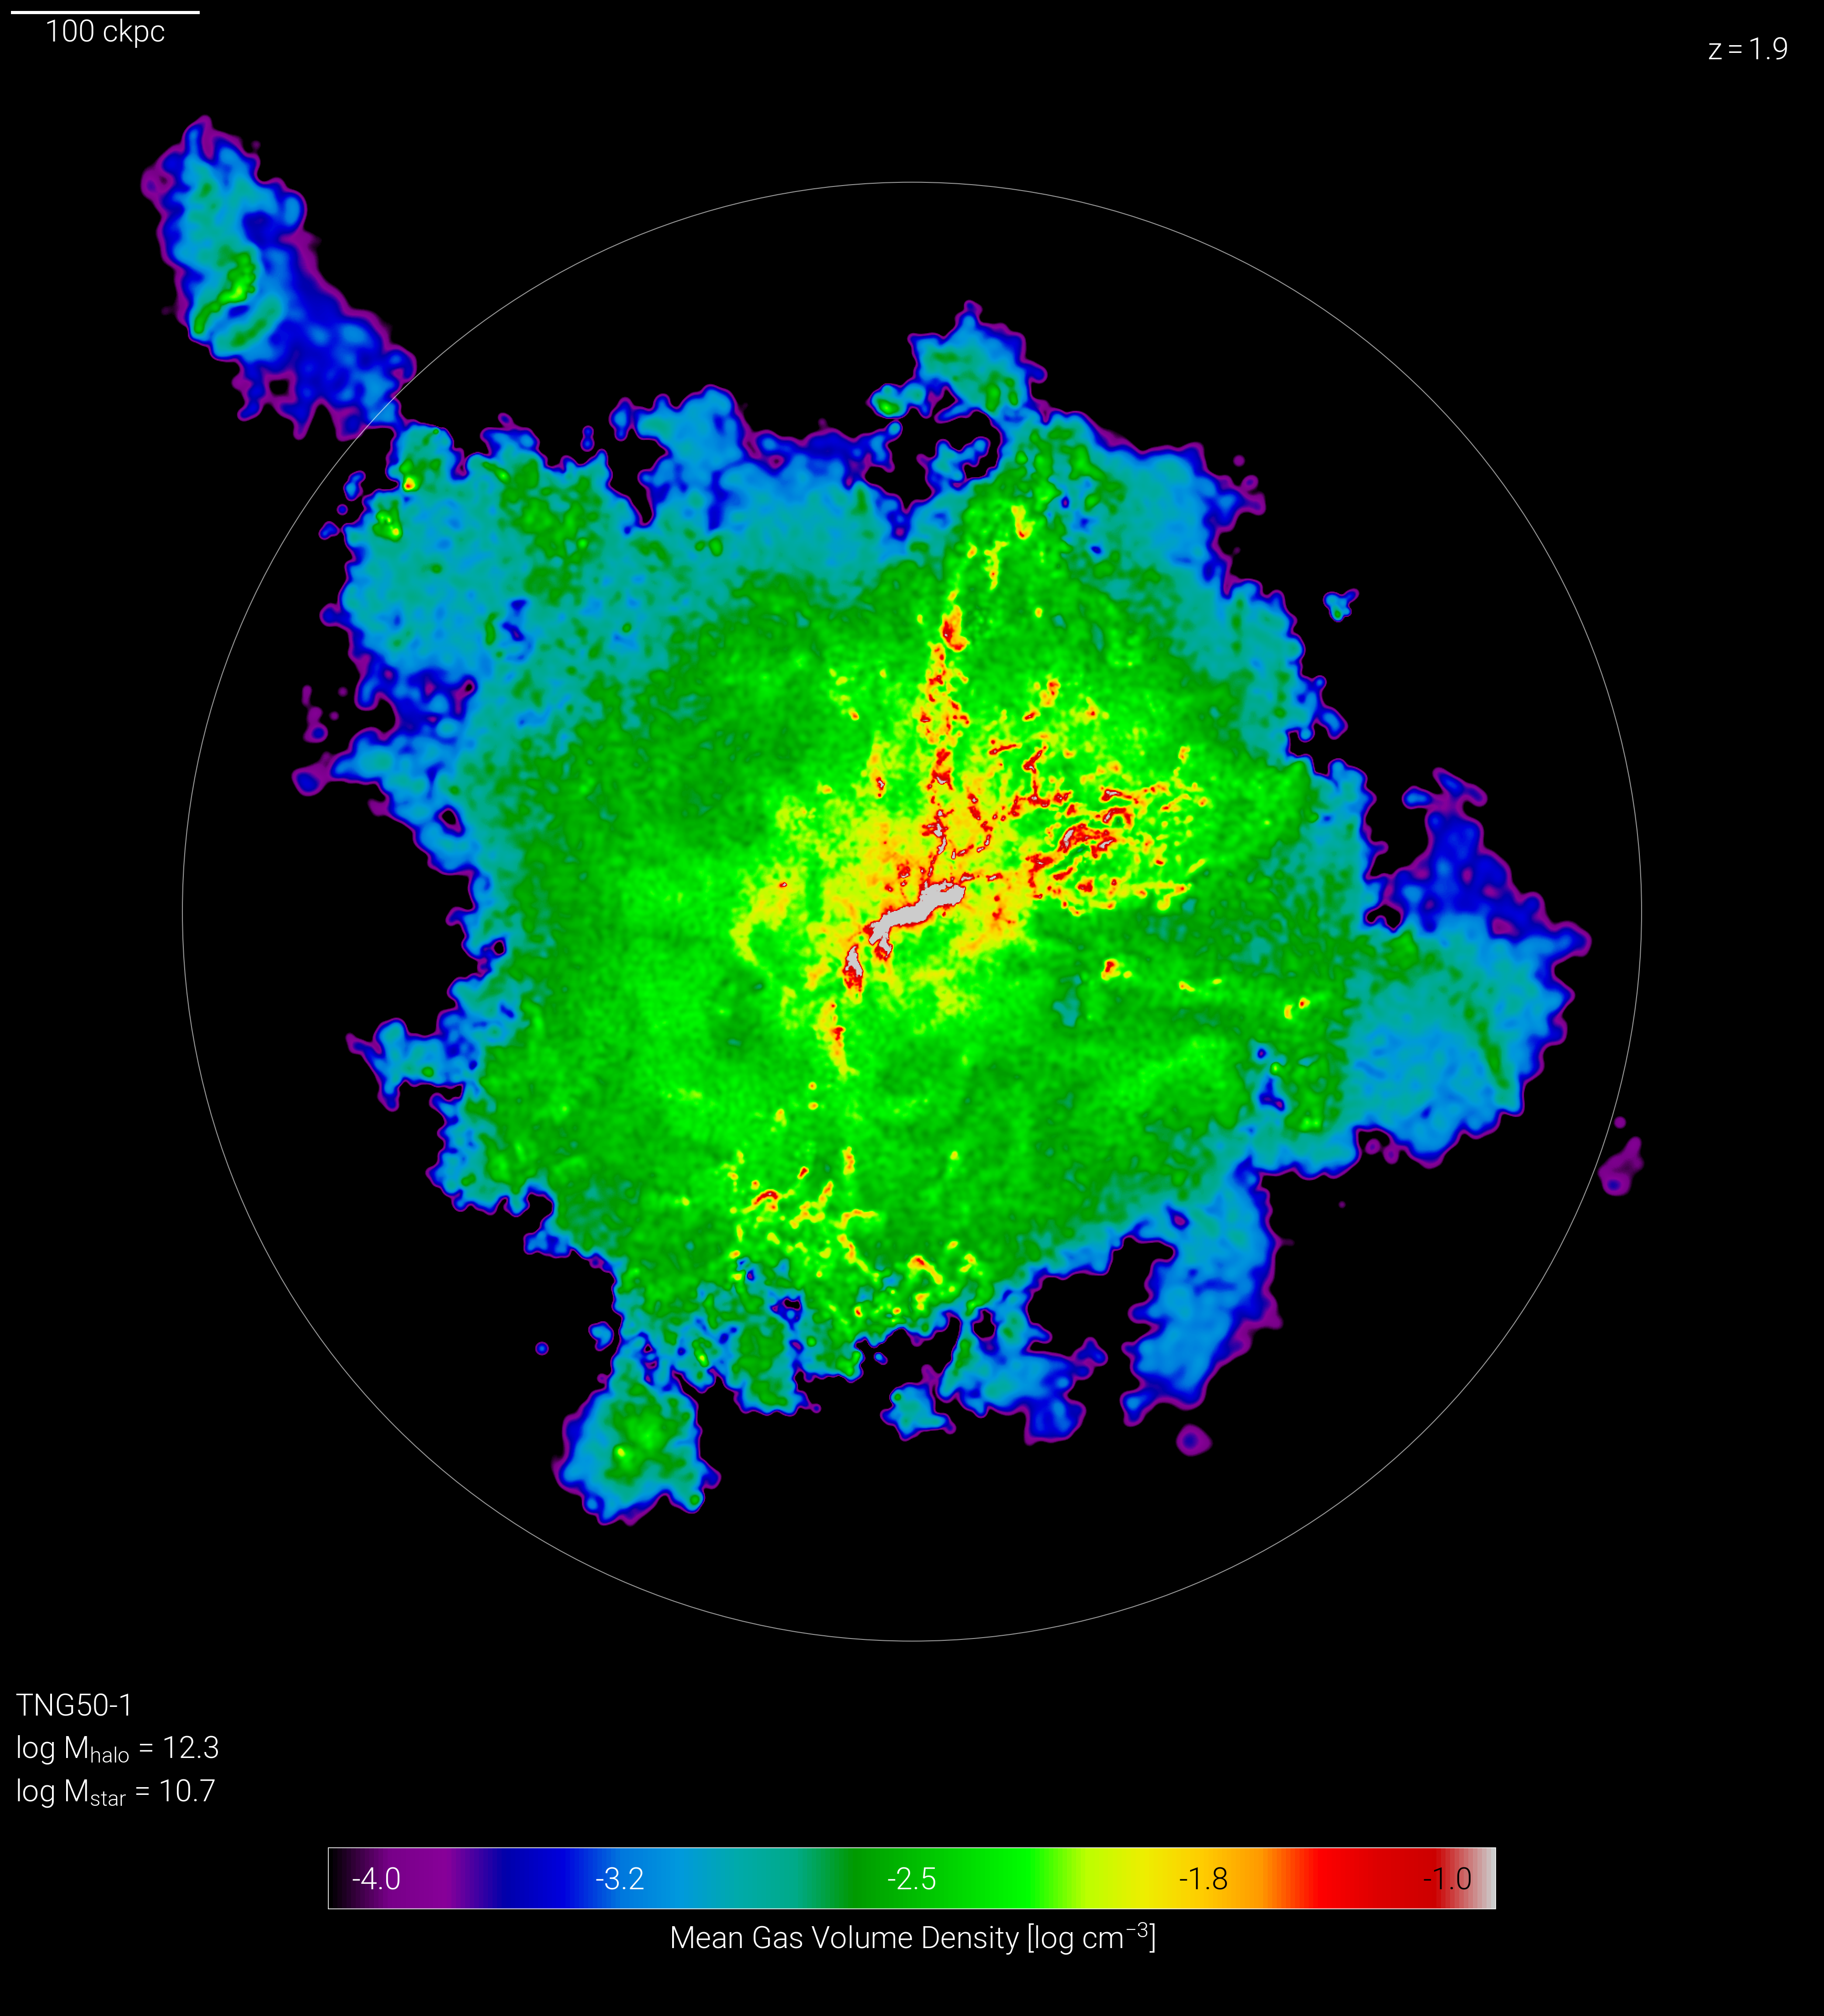 100 ckpc
z = 1.9
TNG50-1
log Mhalo = 12.3
log Mstar = 10.7
-4.0 -3.2 -2.5 -1.8 -1.0
Mean Gas Volume Density [log cm⁻³]